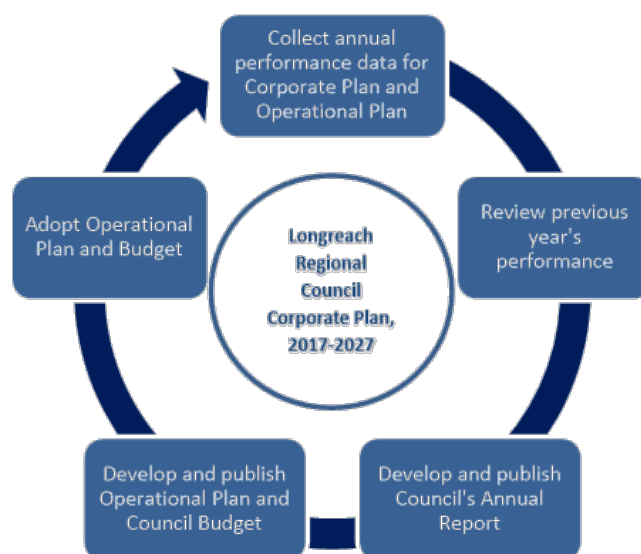 Collect annual
performance data for
Corporate Plan and
Operational Plan
Review previous
year's
performance
Develop and publish
Council's Annual
Report
Develop and publish
Operational Plan and
Council Budget
Adopt Operational
Plan and Budget
Longreach
Regional
Council
Corporate Plan,
2017-2027